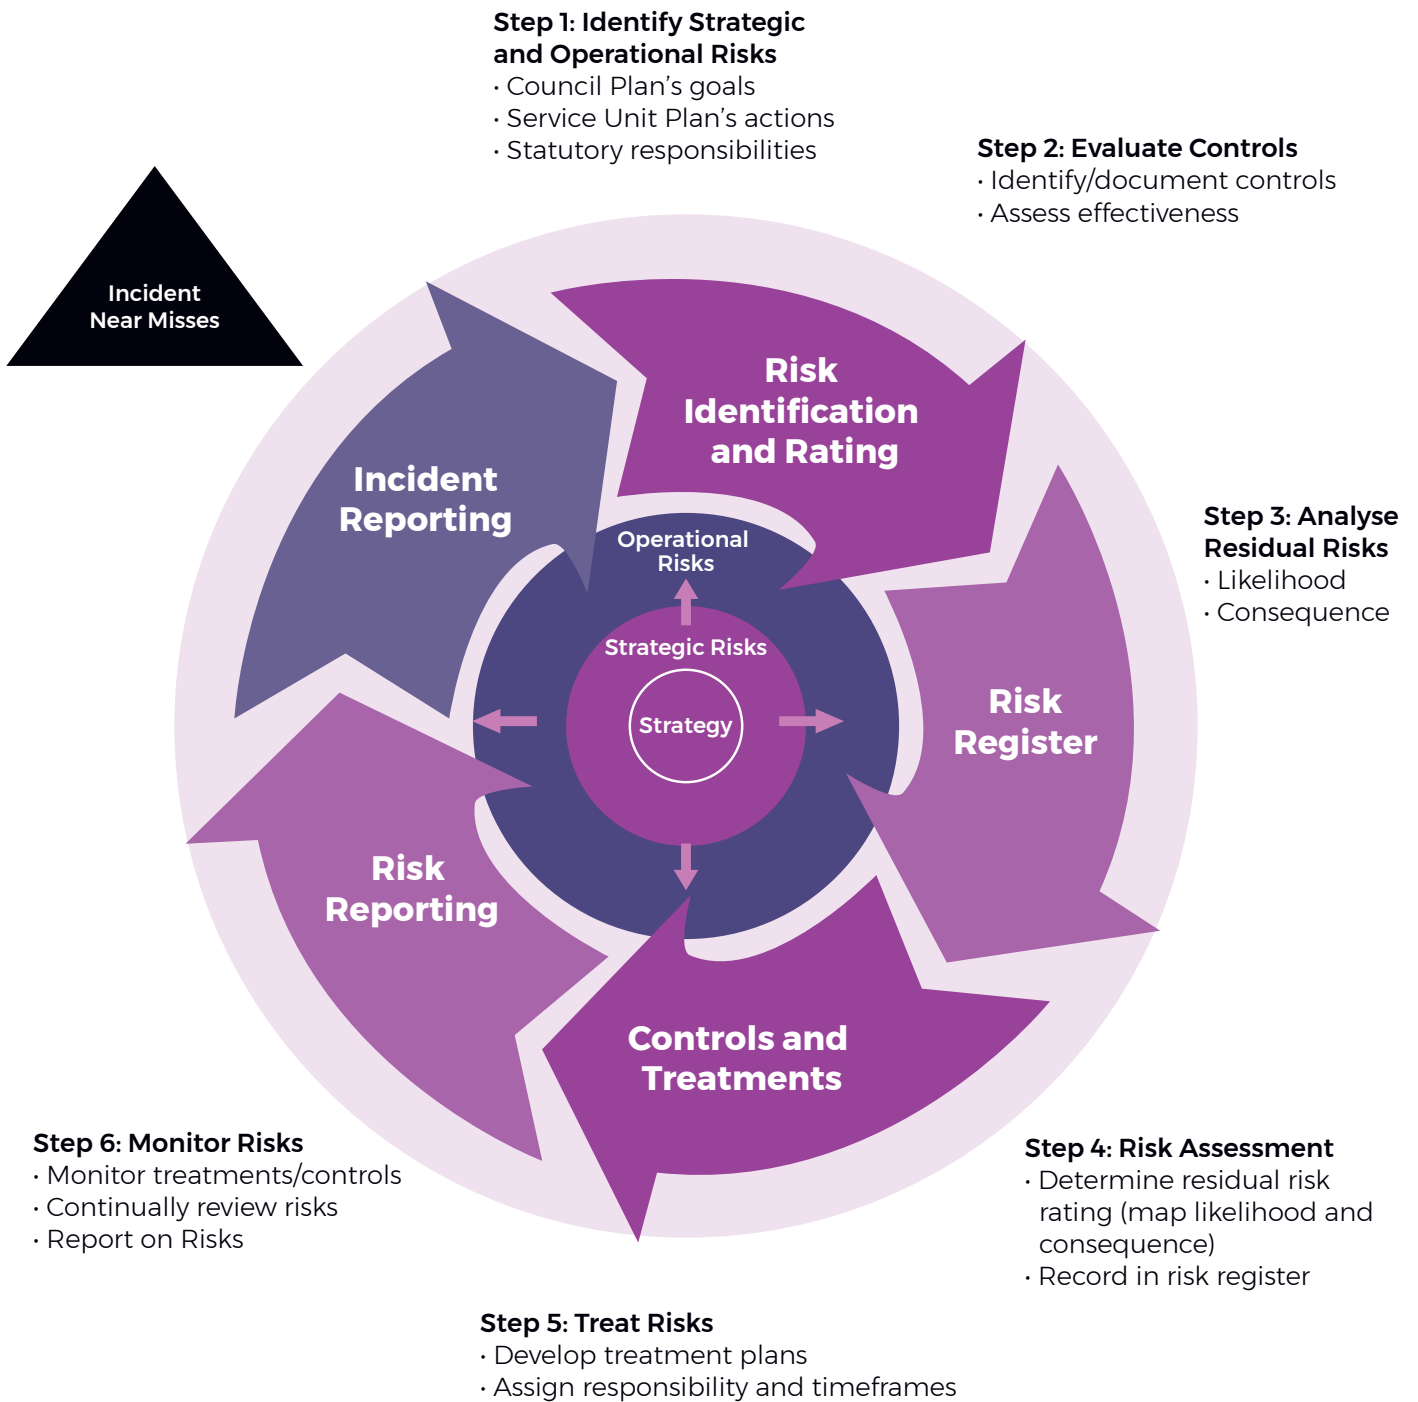 Step 1: Identify Strategic
and Operational Risks
• Council Plan’s goals
• Service Unit Plan’s actions
• Statutory responsibilities
Step 2: Evaluate Controls
• Identify/document controls
• Assess effectiveness
Incident
Near Misses
Risk
Identification
and Rating
Incident
Reporting
Step 3: Analyse
Residual Risks
• Likelihood
• Consequence
Operational
Risks
Strategic Risks
Strategy
Risk
Register
Risk
Reporting
Controls and
Treatments
Step 4: Risk Assessment
• Determine residual risk
rating (map likelihood and
consequence)
• Record in risk register
Step 5: Treat Risks
• Develop treatment plans
• Assign responsibility and timeframes
Step 6: Monitor Risks
• Monitor treatments/controls
• Continually review risks
• Report on Risks